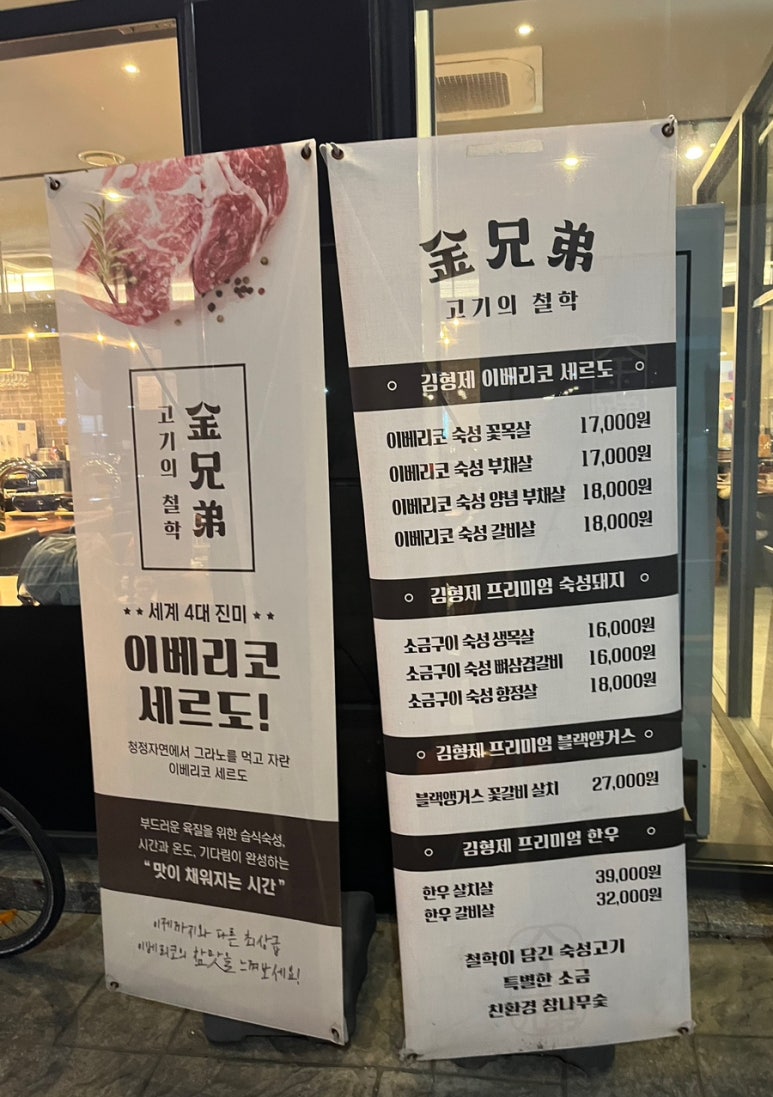 金兄弟
고기의 철학
★★ 세계 4대 진미 ★★
이베리코
세르도!
청정자연에서 그라노를 먹고 자란
이베리코 세르도
부드러운 육질을 위한 습식숙성,
시간과 온도, 기다림이 완성하는
“맛이 채워지는 시간”
이제까지와 다른 최상급
이베리코의 참맛을 느껴보세요!
金兄弟
고기의 철학
김형제 이베리코 세르도
이베리코 숙성 꽃목살 17,000원
이베리코 숙성 부채살 17,000원
이베리코 숙성 양념 부채살 18,000원
이베리코 숙성 갈비살 18,000원
김형제 프리미엄 숙성돼지
소금구이 숙성 생목살 16,000원
소금구이 숙성 뼈삼겹갈비 16,000원
소금구이 숙성 항정살 18,000원
김형제 프리미엄 블랙앵거스
블랙앵거스 꽃갈비 살치 27,000원
김형제 프리미엄 한우
한우 살치살 39,000원
한우 갈비살 32,000원
철학이 담긴 숙성고기
특별한 소금
친환경 참나무숯